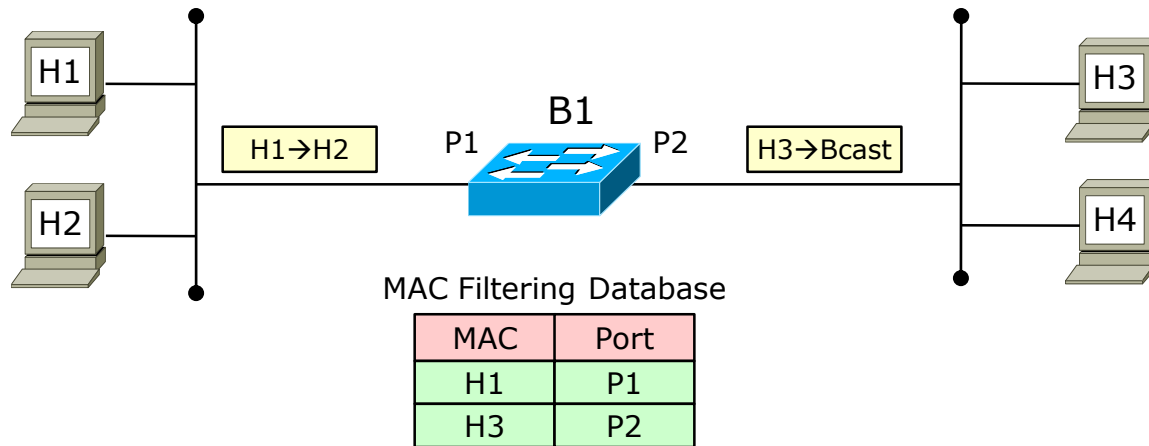 H1
H2
H1→H2
P1
B1
P2
H3→Bcast
H3
H4
MAC Filtering Database
MAC Port
H1 P1
H3 P2